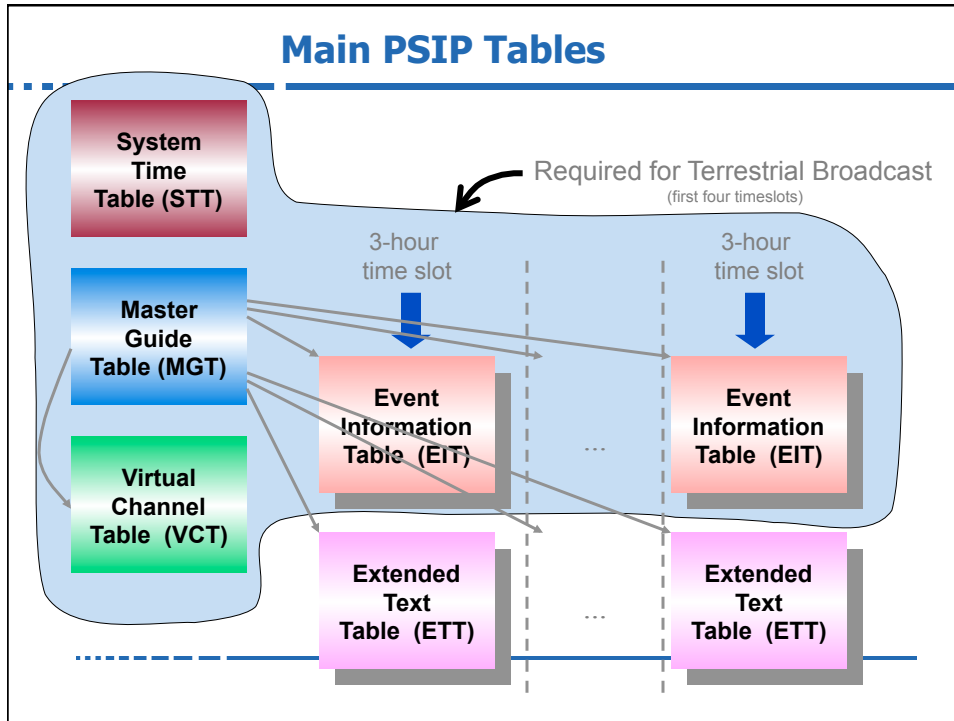 Main PSIP Tables
System
Time
Table (STT)
Required for Terrestrial Broadcast
(first four timeslots)
3-hour
time slot
3-hour
time slot
Master
Guide
Table (MGT)
Event
Information
Table (EIT)
...
Event
Information
Table (EIT)
Virtual
Channel
Table (VCT)
Extended
Text
Table (ETT)
...
Extended
Text
Table (ETT)